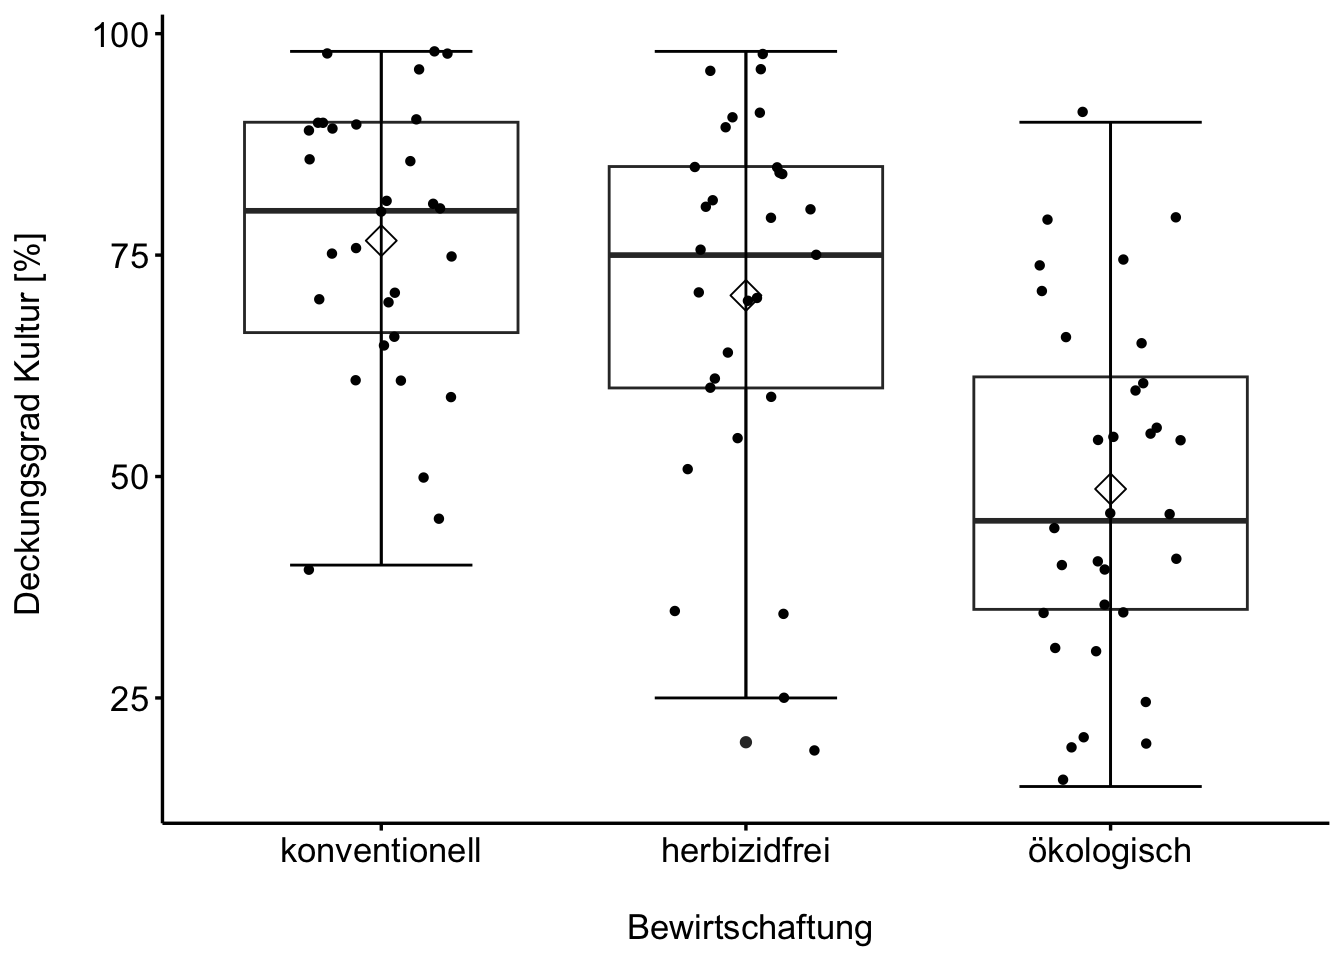 Deckungsgrad Kultur [%]
100
75
50
25
konventionell herbizidfrei ökologisch
Bewirtschaftung